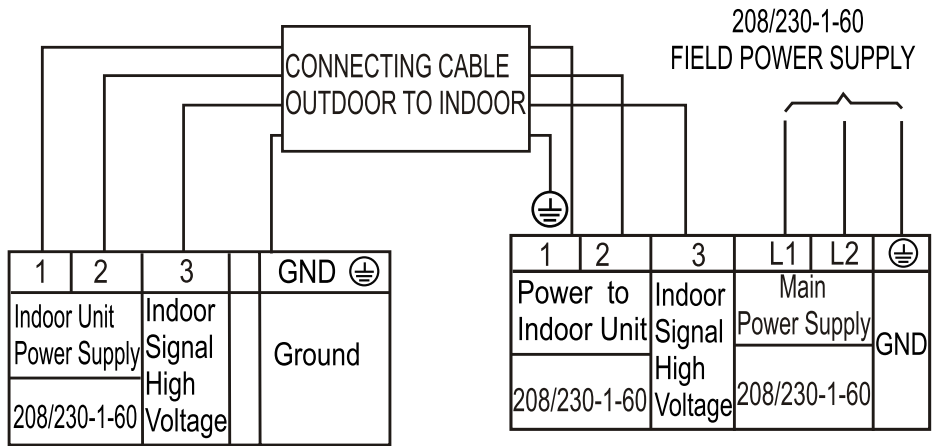 208/230-1-60
FIELD POWER SUPPLY
CONNECTING CABLE
OUTDOOR TO INDOOR
1 2 3 GND
Indoor Unit
Power Supply
208/230-1-60
Indoor
Signal
High
Voltage
Ground
1 2 3 L1 L2
Power to
Indoor Unit
208/230-1-60
Indoor
Signal
High
Voltage
Main
Power Supply
208/230-1-60
GND